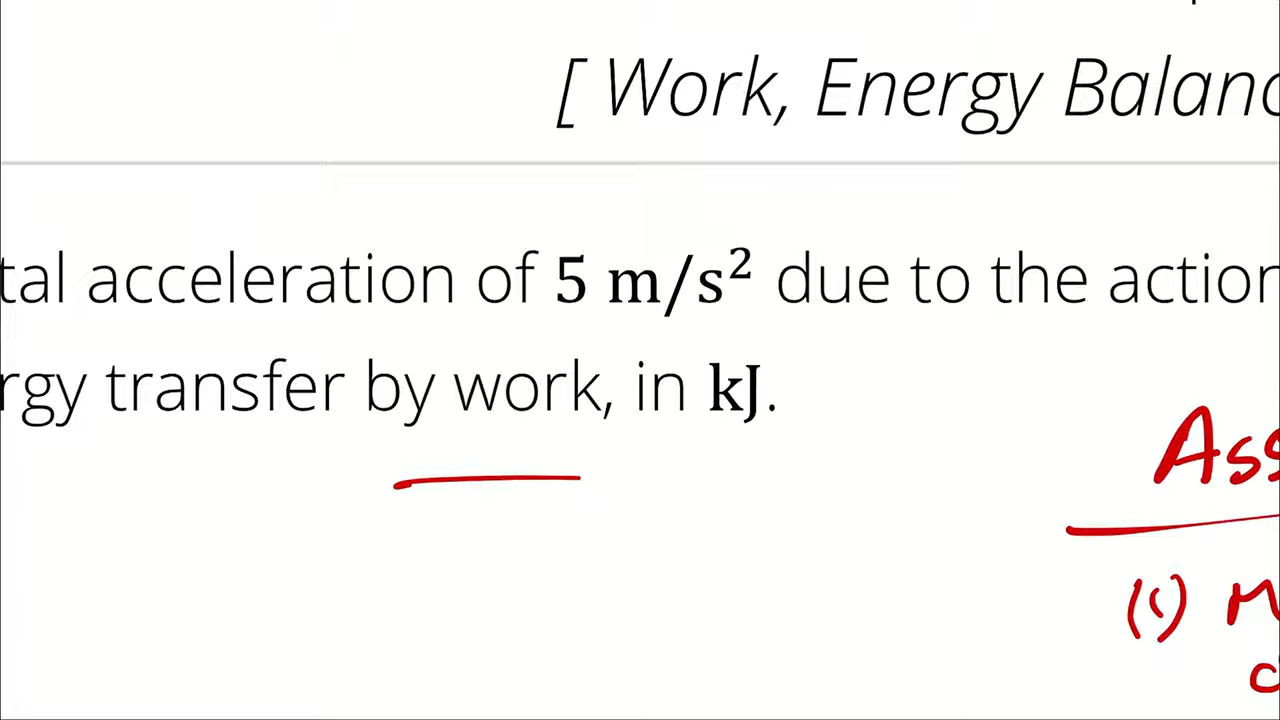 [ Work, Energy Balanc
tal acceleration of 5 m/s² due to the action
rgy transfer by work, in kJ.
Ass
(1) M